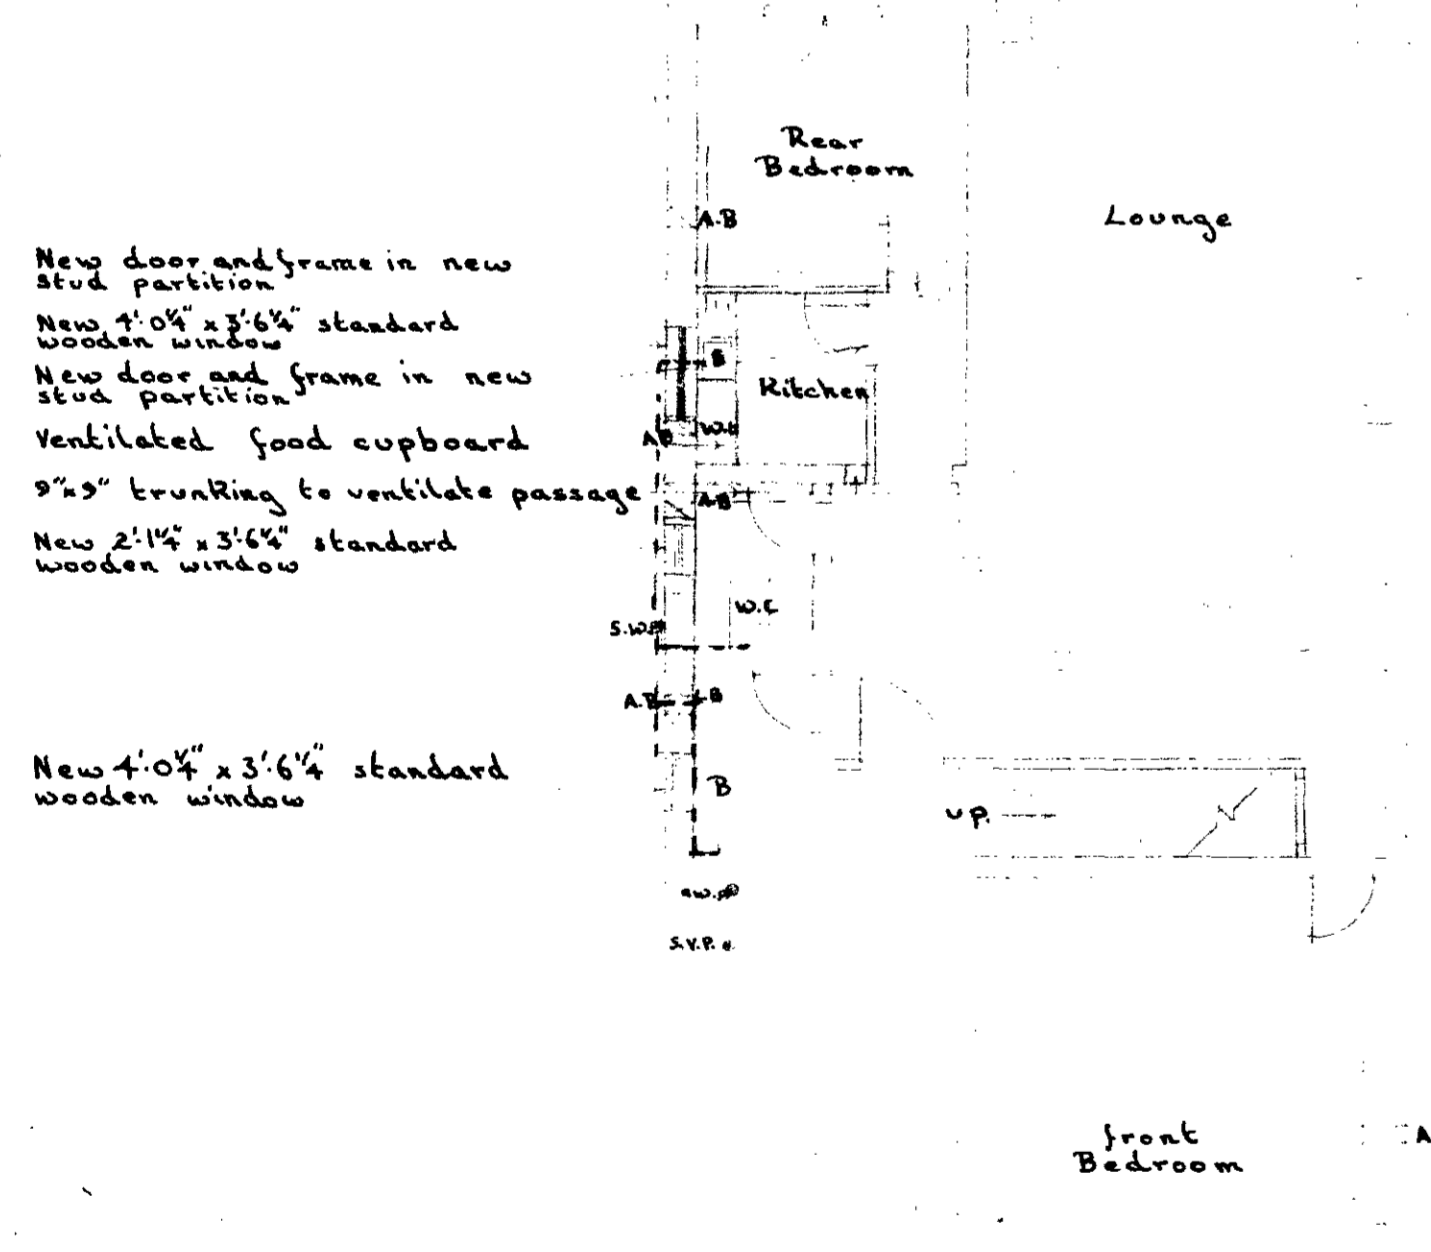 Rear
Bedroom
Lounge
A.B
New door and frame in new
stud partition
New 4'.0¼" x 3'.6¼" standard
wooden window
New door and frame in new
stud partition
B
Kitchen
Ventilated food cupboard
9"x9" trunking to ventilate passage
A.B
New 2'.1¼" x 3'.6¼" standard
wooden window
W.C
A.B
B
New 4'.0¼" x 3'.6¼" standard
wooden window
B
up.
S.V.P.
front
Bedroom
A